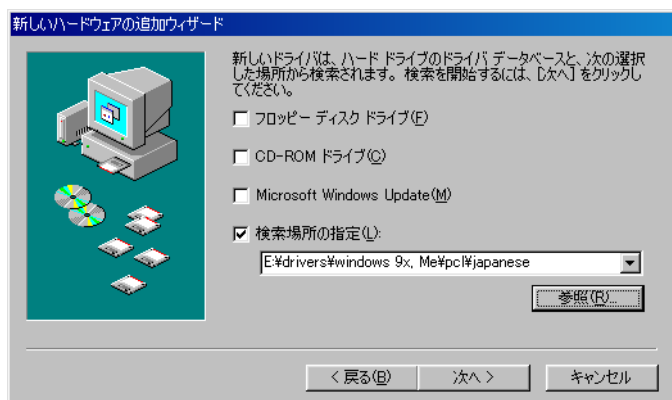 新しいハードウェアの追加ウィザード
新しいドライバは、ハード ドライブのドライバ データベースと、次の選択
した場所から検索されます。検索を開始するには、[次へ] をクリックし
てください。
フロッピー ディスク ドライブ(F)
CD-ROM ドライブ(C)
Microsoft Windows Update(M)
検索場所の指定(L):
E:¥drivers¥windows 9x, Me¥pcl¥japanese
参照(R)...
< 戻る(B)
次へ >
キャンセル